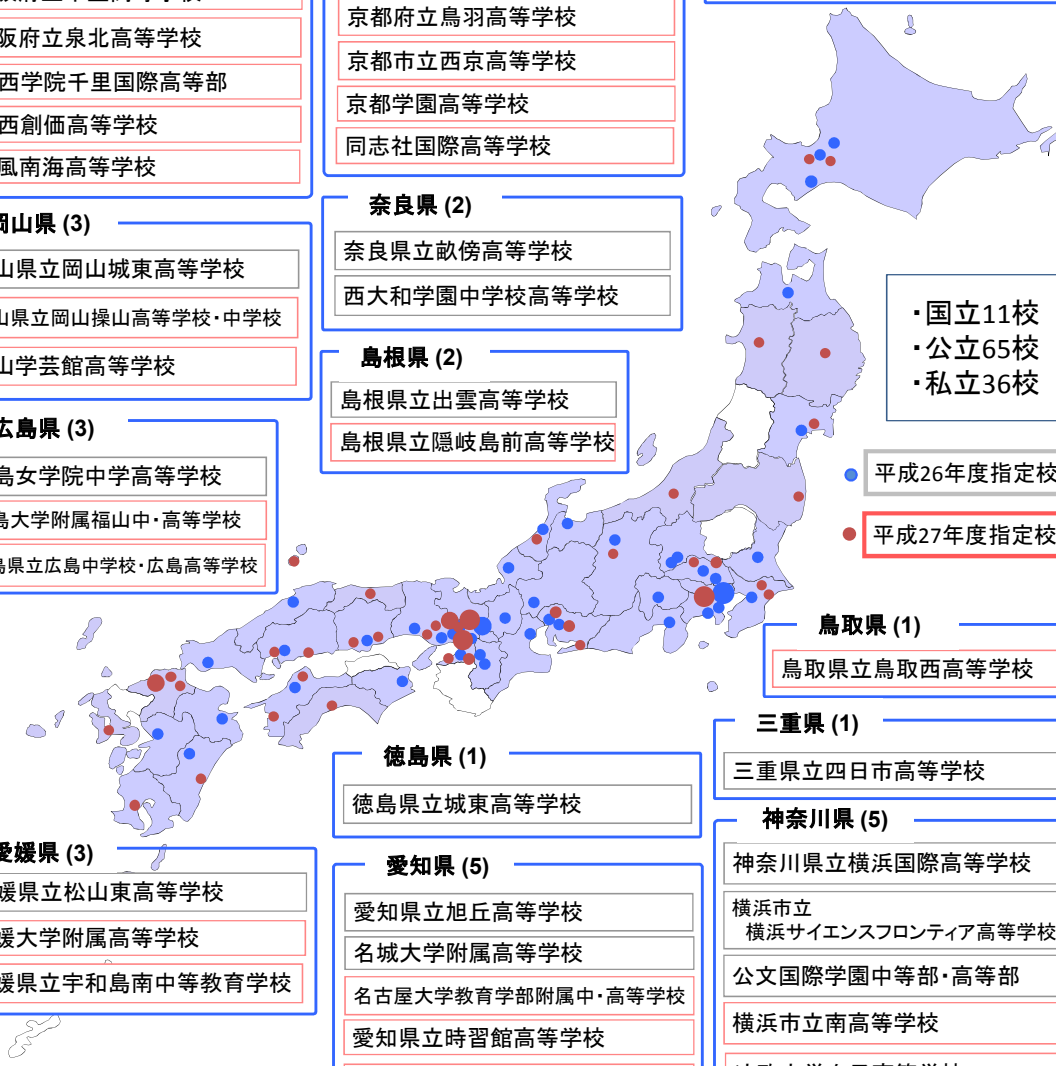 阪府立泉北高等学校
西学院千里国際高等部
西創価高等学校
風南海高等学校
京都府立鳥羽高等学校
京都市立西京高等学校
京都学園高等学校
同志社国際高等学校
岡山県 (3)
山県立岡山城東高等学校
山県立岡山操山高等学校・中学校
山学芸館高等学校
奈良県 (2)
奈良県立畝傍高等学校
西大和学園中学校高等学校
島根県 (2)
島根県立出雲高等学校
島根県立隠岐島前高等学校
広島県 (3)
島女学院中学高等学校
島大学附属福山中・高等学校
島県立広島中学校・広島高等学校
・国立11校
・公立65校
・私立36校
平成26年度指定校
平成27年度指定校
鳥取県 (1)
鳥取県立鳥取西高等学校
三重県 (1)
三重県立四日市高等学校
徳島県 (1)
徳島県立城東高等学校
神奈川県 (5)
神奈川県立横浜国際高等学校
横浜市立
横浜サイエンスフロンティア高等学校
公文国際学園中等部・高等部
横浜市立南高等学校
愛媛県 (3)
媛県立松山東高等学校
媛大学附属高等学校
媛県立宇和島南中等教育学校
愛知県 (5)
愛知県立旭丘高等学校
名城大学附属高等学校
名古屋大学教育学部附属中・高等学校
愛知県立時習館高等学校